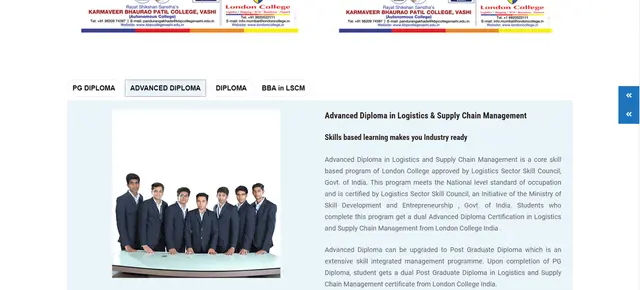 Rayat Shikshan Sanstha's
KARMAVEER BHAURAO PATIL COLLEGE, VASHI
(Autonomous College)
London College
Rayat Shikshan Sanstha's
KARMAVEER BHAURAO PATIL COLLEGE, VASHI
(Autonomous College)
London College
PG DIPLOMA
ADVANCED DIPLOMA
DIPLOMA
BBA in LSCM
Advanced Diploma in Logistics & Supply Chain Management
Skills based learning makes you Industry ready
Advanced Diploma in Logistics and Supply Chain Management is a core skill
based program of London College approved by Logistics Sector Skill Council,
Govt. of India. This program meets the National level standard of occupation
and is certified by Logistics Sector Skill Council, an Initiative of the Ministry of
Skill Development and Entrepreneurship , Govt. of India. Students who
complete this program get a dual Advanced Diploma Certification in Logistics
and Supply Chain Management from London College India .
Advanced Diploma can be upgraded to Post Graduate Diploma which is an
extensive skill integrated management programme. Upon completion of PG
Diploma, student gets a dual Post Graduate Diploma in Logistics and Supply
Chain Management certificate from London College India.